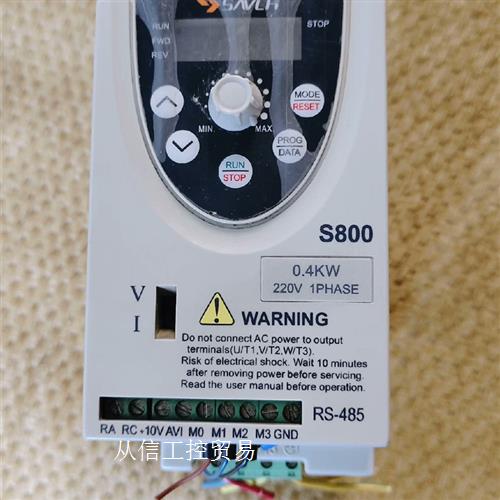 SAVCH
RUN
STOP
FWD
REV
MODE
RESET
MIN.
MAX.
PROG
DATA
RUN
STOP
S800
0.4KW
220V 1PHASE
V
I
WARNING
Do not connect AC power to output
terminals(U/T1,V/T2,W/T3).
Risk of electrical shock. Wait 10 minutes
after removing power before servicing.
Read the user manual before operation.
RS-485
RA RC +10V AVI M0 M1 M2 M3 GND
从信工控贸易